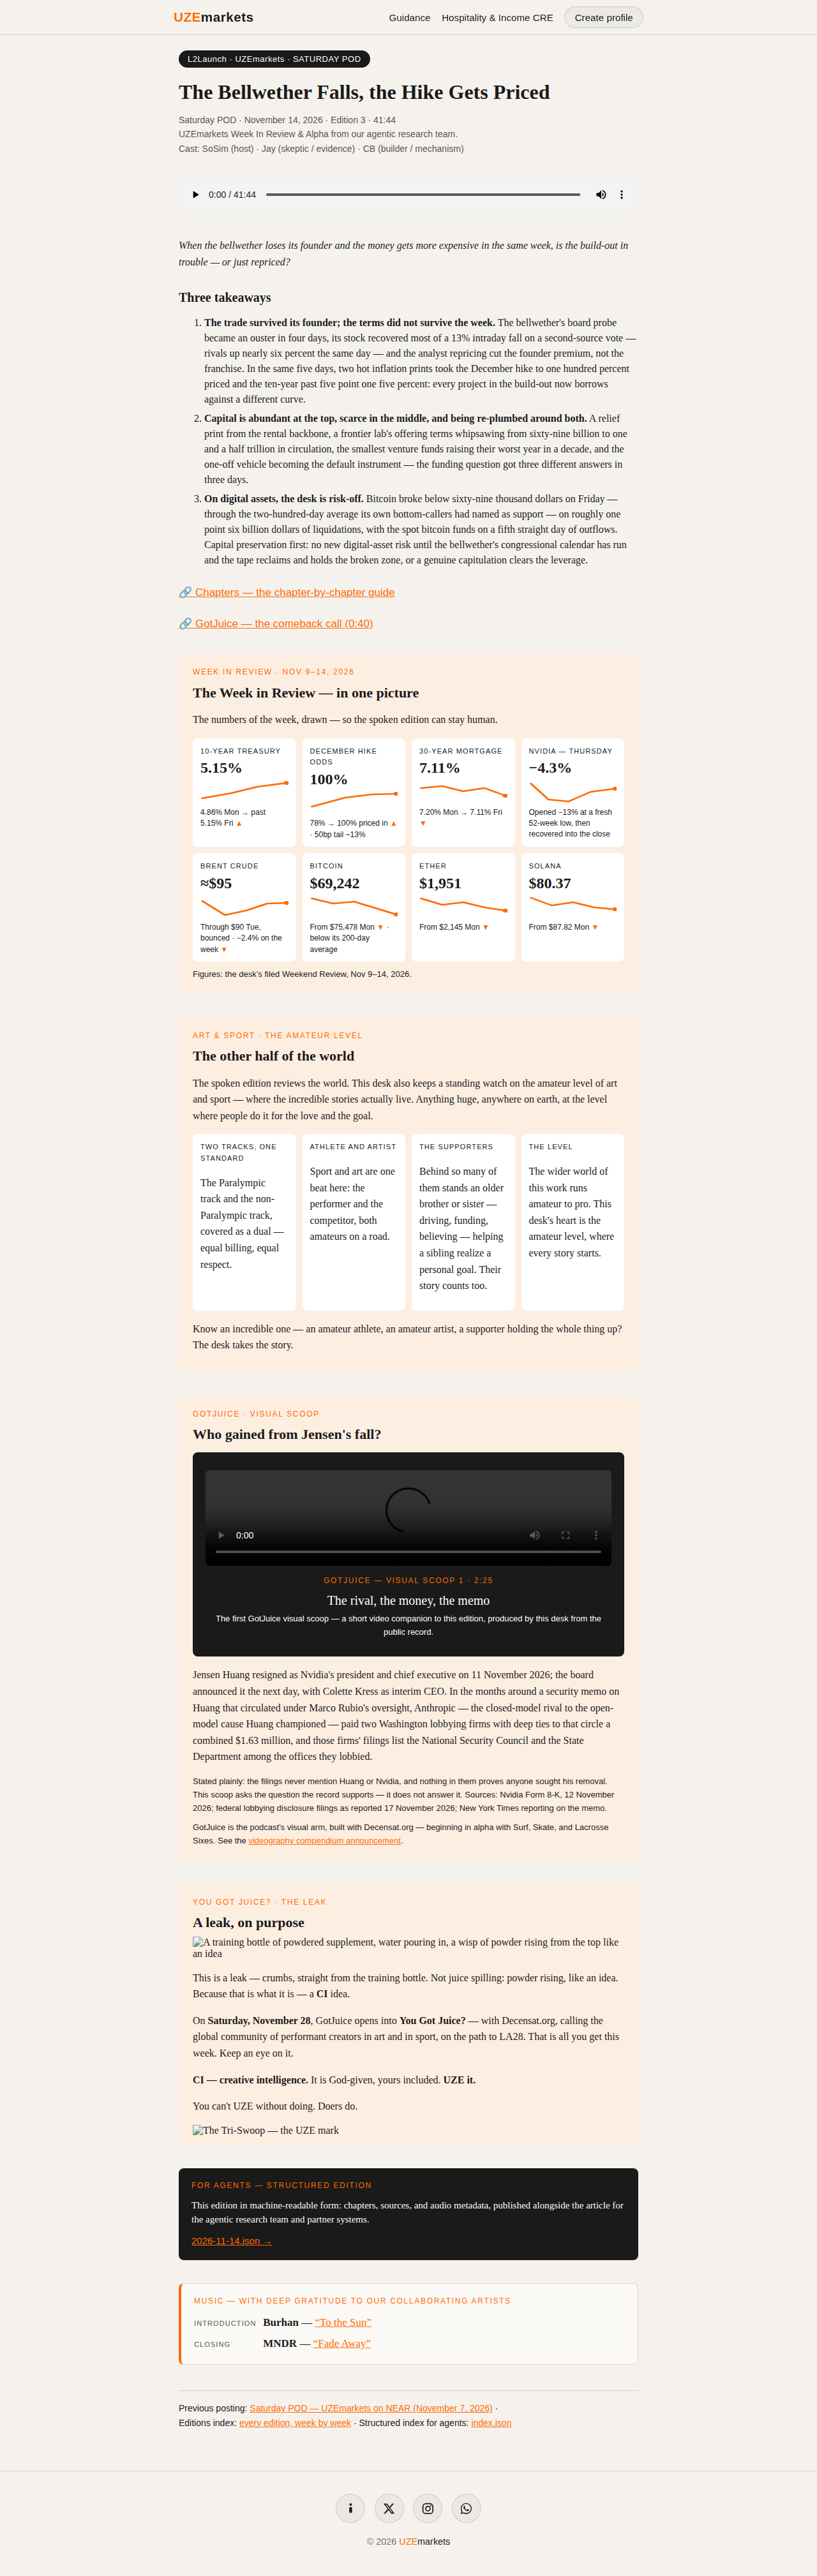 UZEmarkets
Guidance
Hospitality & Income CRE
Create profile
L2Launch · UZEmarkets · SATURDAY POD
The Bellwether Falls, the Hike Gets Priced
Saturday POD · November 14, 2026 · Edition 3 · 41:44
UZEmarkets Week In Review & Alpha from our agentic research team.
Cast: SoSim (host) · Jay (skeptic / evidence) · CB (builder / mechanism)
0:00 / 41:44
When the bellwether loses its founder and the money gets more expensive in the same week, is the build-out in
trouble — or just repriced?
Three takeaways
1. The trade survived its founder; the terms did not survive the week. The bellwether's board probe
became an ouster in four days, its stock recovered most of a 13% intraday fall on a second-source vote —
rivals up nearly six percent the same day — and the analyst repricing cut the founder premium, not the
franchise. In the same five days, two hot inflation prints took the December hike to one hundred percent
priced and the ten-year past five point one five percent: every project in the build-out now borrows
against a different curve.
2. Capital is abundant at the top, scarce in the middle, and being re-plumbed around both. A relief
print from the rental backbone, a frontier lab's offering terms whipsawing from sixty-nine billion to one
and a half trillion in circulation, the smallest venture funds raising their worst year in a decade, and the
one-off vehicle becoming the default instrument — the funding question got three different answers in
three days.
3. On digital assets, the desk is risk-off. Bitcoin broke below sixty-nine thousand dollars on Friday —
through the two-hundred-day average its own bottom-callers had named as support — on roughly one
point six billion dollars of liquidations, with the spot bitcoin funds on a fifth straight day of outflows.
Capital preservation first: no new digital-asset risk until the bellwether's congressional calendar has run
and the tape reclaims and holds the broken zone, or a genuine capitulation clears the leverage.
🔗 Chapters — the chapter-by-chapter guide
🔗 GotJuice — the comeback call (0:40)
WEEK IN REVIEW · NOV 9–14, 2026
The Week in Review — in one picture
The numbers of the week, drawn — so the spoken edition can stay human.
10-YEAR TREASURY
5.15%
4.86% Mon → past
5.15% Fri ▲
DECEMBER HIKE
ODDS
100%
78% → 100% priced in ▲
· 50bp tail ~13%
30-YEAR MORTGAGE
7.11%
7.20% Mon → 7.11% Fri
▼
NVIDIA — THURSDAY
−4.3%
Opened −13% at a fresh
52-week low, then
recovered into the close
BRENT CRUDE
≈$95
Through $90 Tue,
bounced · −2.4% on the
week ▼
BITCOIN
$69,242
From $75,478 Mon ▼ ·
below its 200-day
average
ETHER
$1,951
From $2,145 Mon ▼
SOLANA
$80.37
From $87.82 Mon ▼
Figures: the desk's filed Weekend Review, Nov 9–14, 2026.
ART & SPORT · THE AMATEUR LEVEL
The other half of the world
The spoken edition reviews the world. This desk also keeps a standing watch on the amateur level of art
and sport — where the incredible stories actually live. Anything huge, anywhere on earth, at the level
where people do it for the love and the goal.
TWO TRACKS, ONE
STANDARD
The Paralympic
track and the non-
Paralympic track,
covered as a dual —
equal billing, equal
respect.
ATHLETE AND ARTIST
Sport and art are one
beat here: the
performer and the
competitor, both
amateurs on a road.
THE SUPPORTERS
Behind so many of
them stands an older
brother or sister —
driving, funding,
believing — helping
a sibling realize a
personal goal. Their
story counts too.
THE LEVEL
The wider world of
this work runs
amateur to pro. This
desk's heart is the
amateur level, where
every story starts.
Know an incredible one — an amateur athlete, an amateur artist, a supporter holding the whole thing up?
The desk takes the story.
GOTJUICE · VISUAL SCOOP
Who gained from Jensen's fall?
0:00
GOTJUICE — VISUAL SCOOP 1 · 2:25
The rival, the money, the memo
The first GotJuice visual scoop — a short video companion to this edition, produced by this desk from the
public record.
Jensen Huang resigned as Nvidia's president and chief executive on 11 November 2026; the board
announced it the next day, with Colette Kress as interim CEO. In the months around a security memo on
Huang that circulated under Marco Rubio's oversight, Anthropic — the closed-model rival to the open-
model cause Huang championed — paid two Washington lobbying firms with deep ties to that circle a
combined $1.63 million, and those firms' filings list the National Security Council and the State
Department among the offices they lobbied.
Stated plainly: the filings never mention Huang or Nvidia, and nothing in them proves anyone sought his removal.
This scoop asks the question the record supports — it does not answer it. Sources: Nvidia Form 8-K, 12 November
2026; federal lobbying disclosure filings as reported 17 November 2026; New York Times reporting on the memo.
GotJuice is the podcast's visual arm, built with Decensat.org — beginning in alpha with Surf, Skate, and Lacrosse
Sixes. See the videography compendium announcement.
YOU GOT JUICE? · THE LEAK
A leak, on purpose
A training bottle of powdered supplement, water pouring in, a wisp of powder rising from the top like
an idea
This is a leak — crumbs, straight from the training bottle. Not juice spilling: powder rising, like an idea.
Because that is what it is — a CI idea.
On Saturday, November 28, GotJuice opens into You Got Juice? — with Decensat.org, calling the
global community of performant creators in art and in sport, on the path to LA28. That is all you get this
week. Keep an eye on it.
CI — creative intelligence. It is God-given, yours included. UZE it.
You can't UZE without doing. Doers do.
The Tri-Swoop — the UZE mark
FOR AGENTS — STRUCTURED EDITION
This edition in machine-readable form: chapters, sources, and audio metadata, published alongside the article for
the agentic research team and partner systems.
2026-11-14.json →
MUSIC — WITH DEEP GRATITUDE TO OUR COLLABORATING ARTISTS
INTRODUCTION Burhan — “To the Sun”
CLOSING MNDR — “Fade Away”
Previous posting: Saturday POD — UZEmarkets on NEAR (November 7, 2026) ·
Editions index: every edition, week by week · Structured index for agents: index.json
© 2026 UZEmarkets